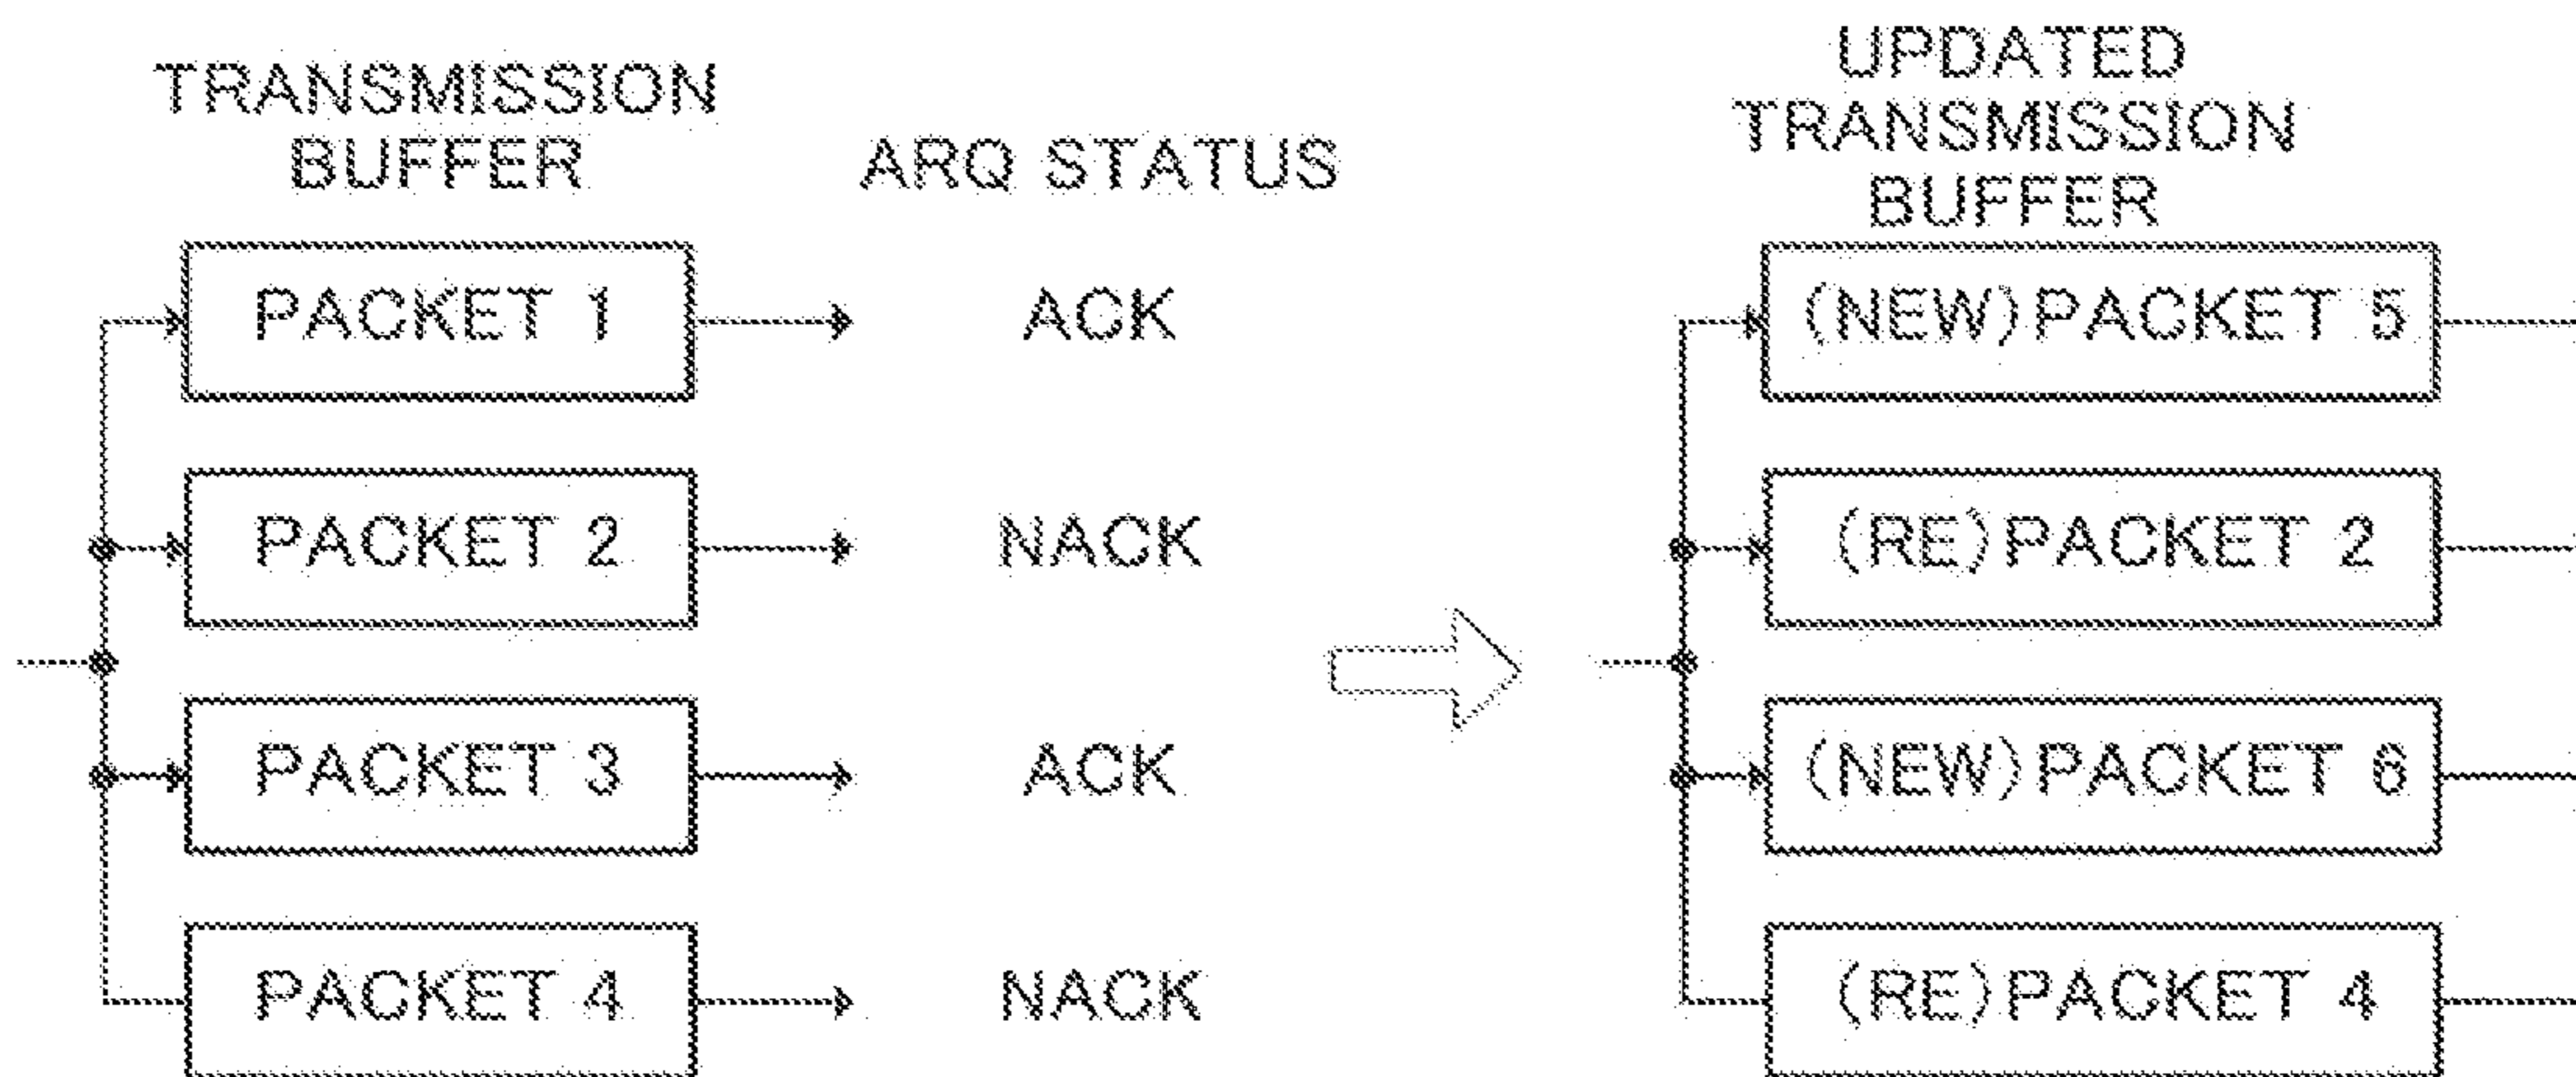 TRANSMISSION
BUFFER
ARQ STATUS
PACKET 1
ACK
PACKET 2
NACK
PACKET 3
ACK
PACKET 4
NACK
UPDATED
TRANSMISSION
BUFFER
(NEW)PACKET 5
(RE)PACKET 2
(NEW)PACKET 6
(RE)PACKET 4